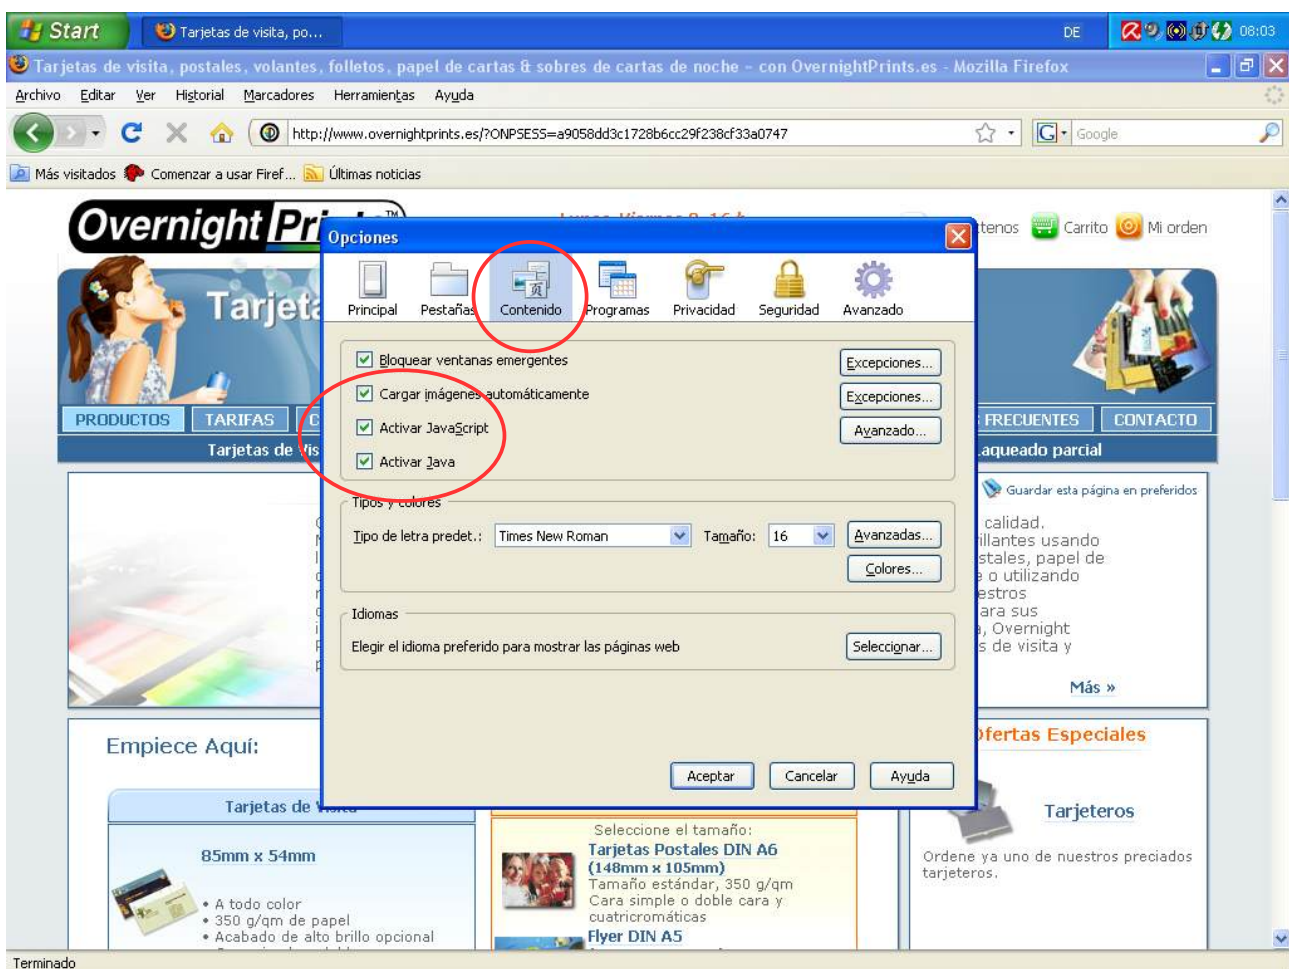 Start
Tarjetas de visita, po...
DE
08:03
Tarjetas de visita, postales, volantes, folletos, papel de cartas & sobres de cartas de noche - con OvernightPrints.es - Mozilla Firefox
Archivo Editar Ver Historial Marcadores Herramientas Ayuda
http://www.overnightprints.es/?ONPSESS=a9058dd3c1728b6cc29f238cf33a0747
Google
Más visitados Comenzar a usar Firef... Últimas noticias
Overnight
tenos Carrito Mi orden
Opciones
Principal Pestañas Contenido Programas Privacidad Seguridad Avanzado
Bloquear ventanas emergentes Excepciones...
Cargar imágenes automáticamente Excepciones...
Activar JavaScript Avanzado...
Activar Java
PRODUCTOS TARIFAS
FRECUENTES CONTACTO
Tarjetas de Vis
aqueado parcial
Tipos y colores
Tipo de letra predet.: Times New Roman Tamaño: 16 Avanzadas...
Colores...
Idiomas
Elegir el idioma preferido para mostrar las páginas web Seleccionar...
Aceptar Cancelar Ayuda
Guardar esta página en preferidos
calidad.
illantes usando
stales, papel de
o utilizando
estros
ara sus
, Overnight
s de visita y
Más »
Empiece Aquí:
Tarjetas de
85mm x 54mm
• A todo color
• 350 g/qm de papel
• Acabado de alto brillo opcional
Seleccione el tamaño:
Tarjetas Postales DIN A6
(148mm x 105mm)
Tamaño estándar, 350 g/qm
Cara simple o doble cara y
cuatricromáticas
Flyer DIN A5
fertas Especiales
Tarjeteros
Ordene ya uno de nuestros preciados
tarjeteros.
Terminado